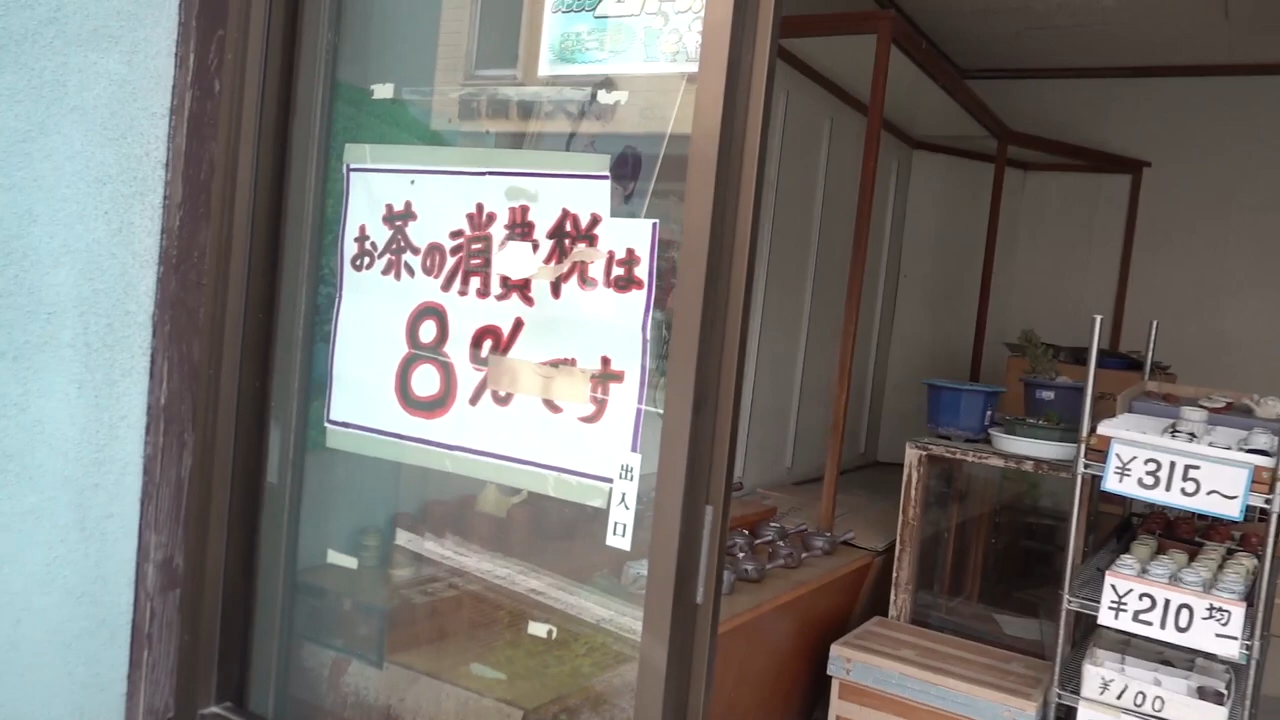 お茶の消費税は
8%です
出入口
¥315～
¥210均一
¥100